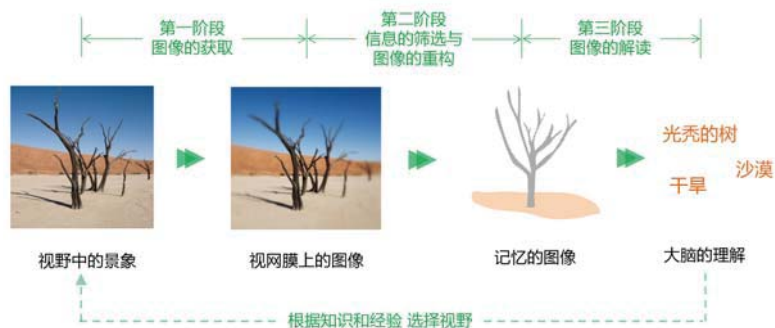 第一阶段
图像的获取
第二阶段
信息的筛选与
图像的重构
第三阶段
图像的解读
光秃的树
沙漠
干旱
视野中的景象
视网膜上的图像
记忆的图像
大脑的理解
根据知识和经验 选择视野